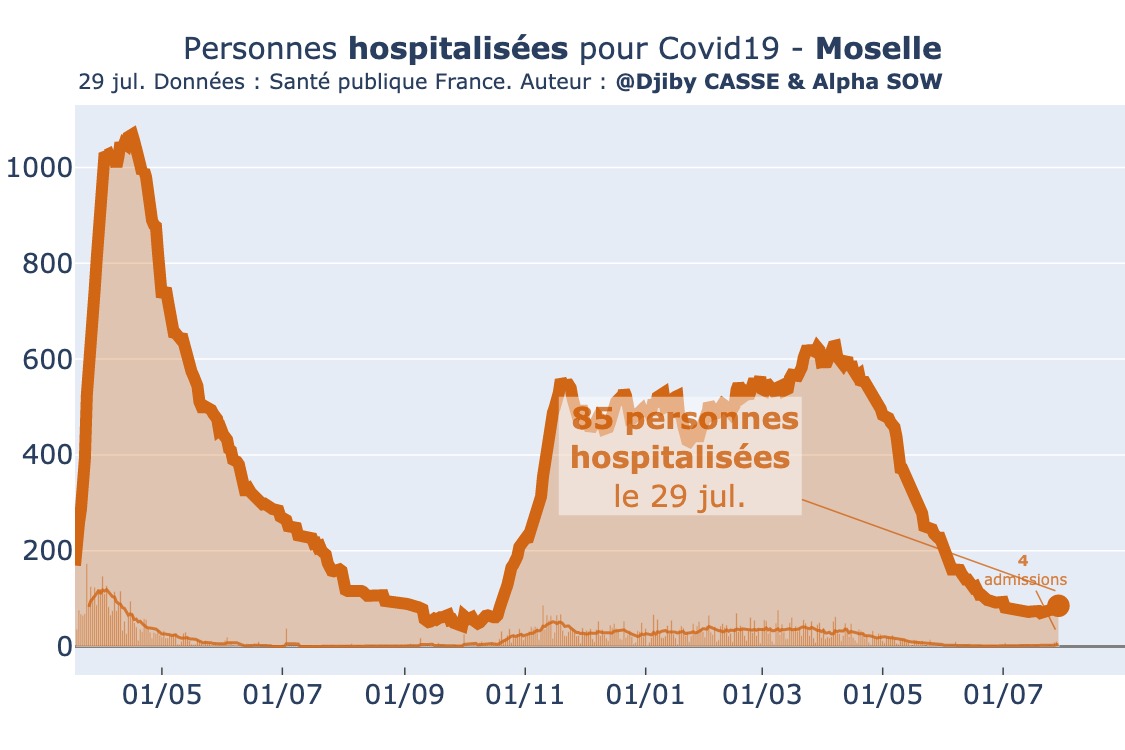 Personnes hospitalisées pour Covid19 - Moselle
29 jul. Données : Santé publique France. Auteur : @Djiby CASSE & Alpha SOW
1000
800
600
400
200
0
85 personnes
hospitalisées
le 29 jul.
4
admissions
01/05 01/07 01/09 01/11 01/01 01/03 01/05 01/07